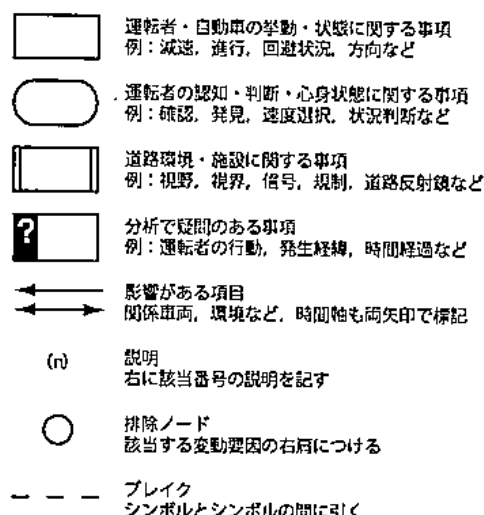 運転者・自動車の挙動・状態に関する事項
例：減速，進行，回避状況，方向など
運転者の認知・判断・心身状態に関する事項
例：確認，発見，速度選択，状況判断など
道路環境・施設に関する事項
例：視野，視界，信号，規制，道路反射鏡など
?
分析で疑問のある事項
例：運転者の行動，発生経緯，時間経過など
影響がある項目
関係車両，環境など，時間軸も両矢印で標記
(n)
説明
右に該当番号の説明を記す
排除ノード
該当する変動要因の右肩につける
ブレイク
シンボルとシンボルの間に引く